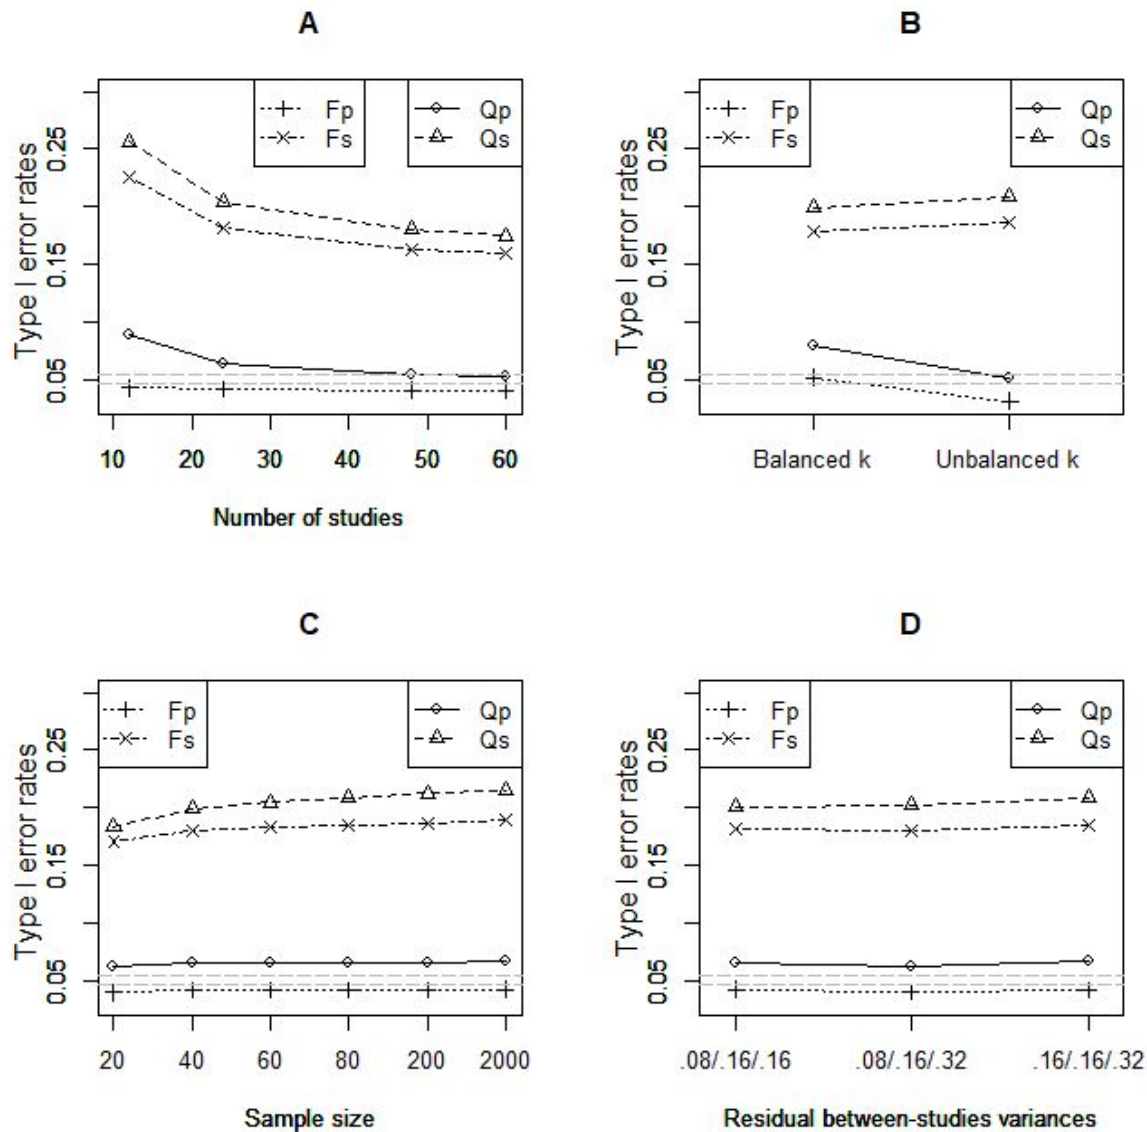 A
Fp
Fs
Qp
Qs
Type I error rates
0.05
0.15
0.25
10
20
30
40
50
60
Number of studies
B
Fp
Fs
Qp
Qs
Type I error rates
0.05
0.15
0.25
Balanced k
Unbalanced k
C
Fp
Fs
Qp
Qs
Type I error rates
0.05
0.15
0.25
20
40
60
80
200
2000
Sample size
D
Fp
Fs
Qp
Qs
Type I error rates
0.05
0.15
0.25
.08/.16/.16
.08/.16/.32
.16/.16/.32
Residual between-studies variances